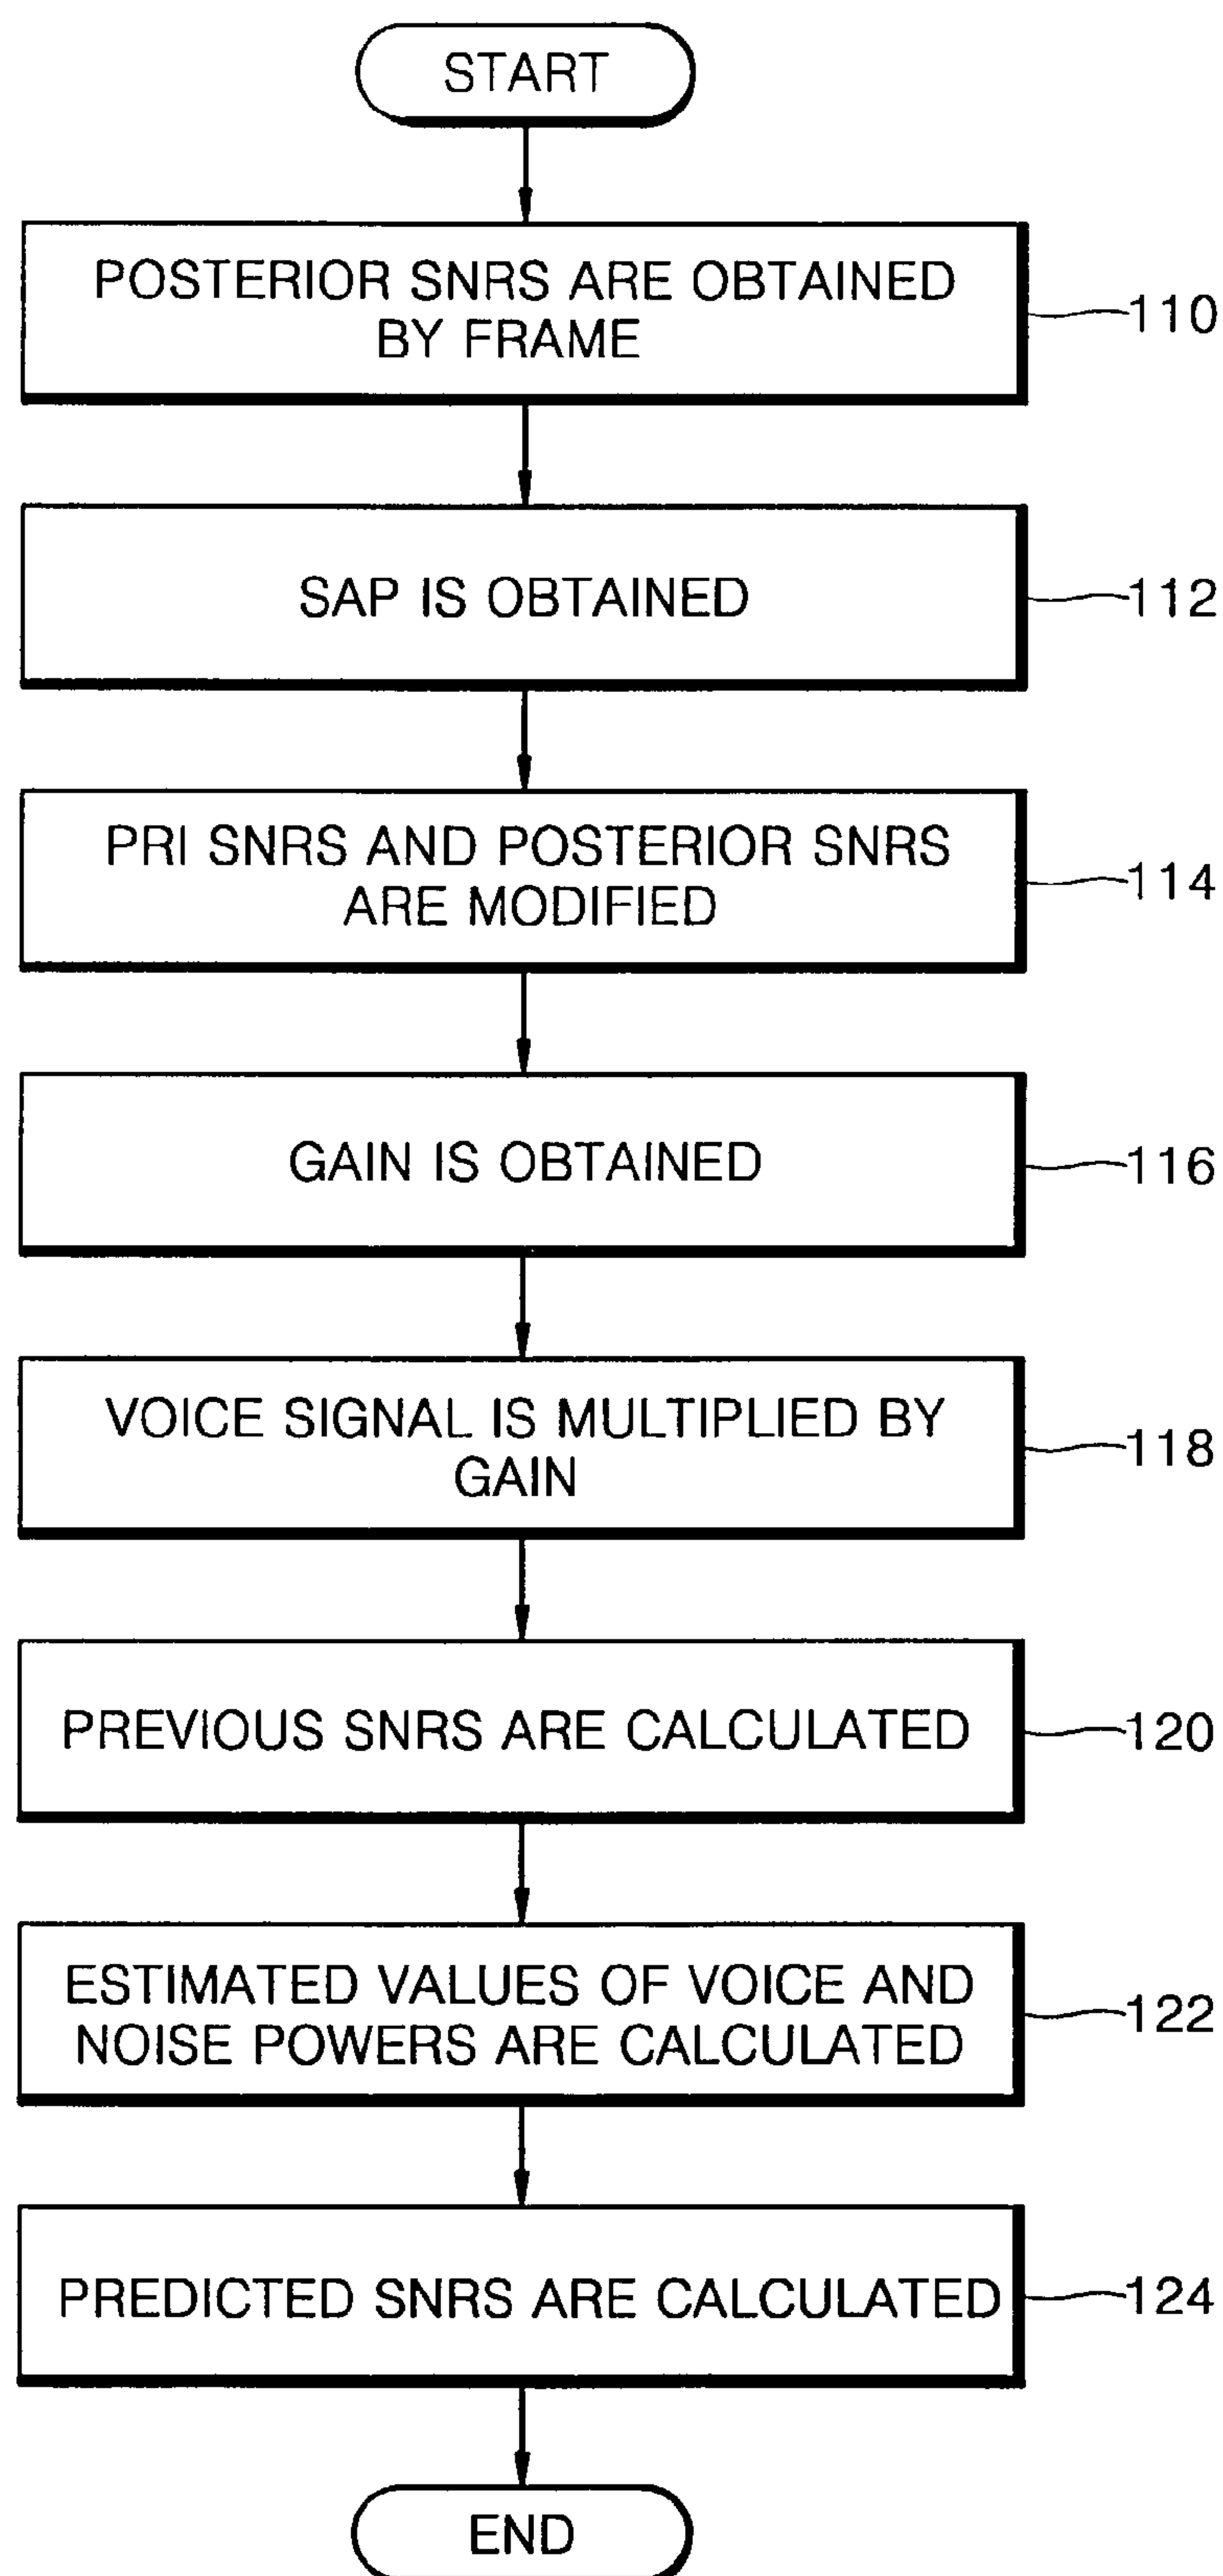 START
POSTERIOR SNRS ARE OBTAINED
BY FRAME
110
SAP IS OBTAINED
112
PRI SNRS AND POSTERIOR SNRS
ARE MODIFIED
114
GAIN IS OBTAINED
116
VOICE SIGNAL IS MULTIPLIED BY
GAIN
118
PREVIOUS SNRS ARE CALCULATED
120
ESTIMATED VALUES OF VOICE AND
NOISE POWERS ARE CALCULATED
122
PREDICTED SNRS ARE CALCULATED
124
END